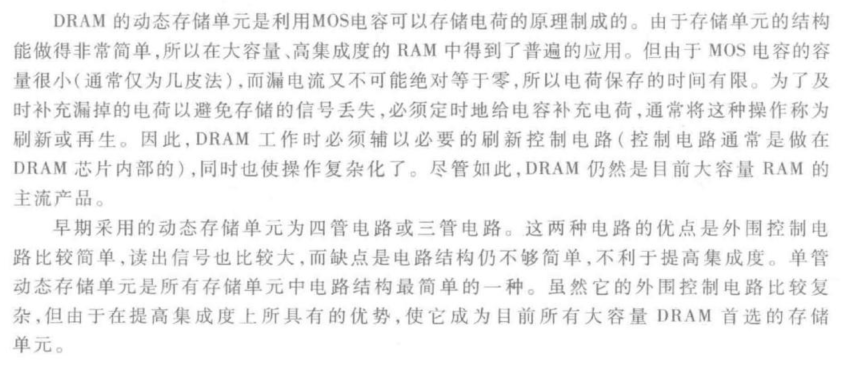 DRAM 的动态存储单元是利用MOS电容可以存储电荷的原理制成的。由于存储单元的结构
能做得非常简单,所以在大容量、高集成度的 RAM 中得到了普遍的应用。但由于 MOS 电容的容
量很小(通常仅为几皮法),而漏电流又不可能绝对等于零,所以电荷保存的时间有限。为了及
时补充漏掉的电荷以避免存储的信号丢失,必须定时地给电容补充电荷,通常将这种操作称为
刷新或再生。因此,DRAM 工作时必须辅以必要的刷新控制电路(控制电路通常是做在
DRAM 芯片内部的),同时也使操作复杂化了。尽管如此,DRAM 仍然是目前大容量 RAM 的
主流产品。
早期采用的动态存储单元为四管电路或三管电路。这两种电路的优点是外围控制电
路比较简单,读出信号也比较大,而缺点是电路结构仍不够简单,不利于提高集成度。单管
动态存储单元是所有存储单元中电路结构最简单的一种。虽然它的外围控制电路比较复
杂,但由于在提高集成度上所具有的优势,使它成为目前所有大容量 DRAM 首选的存储
单元。